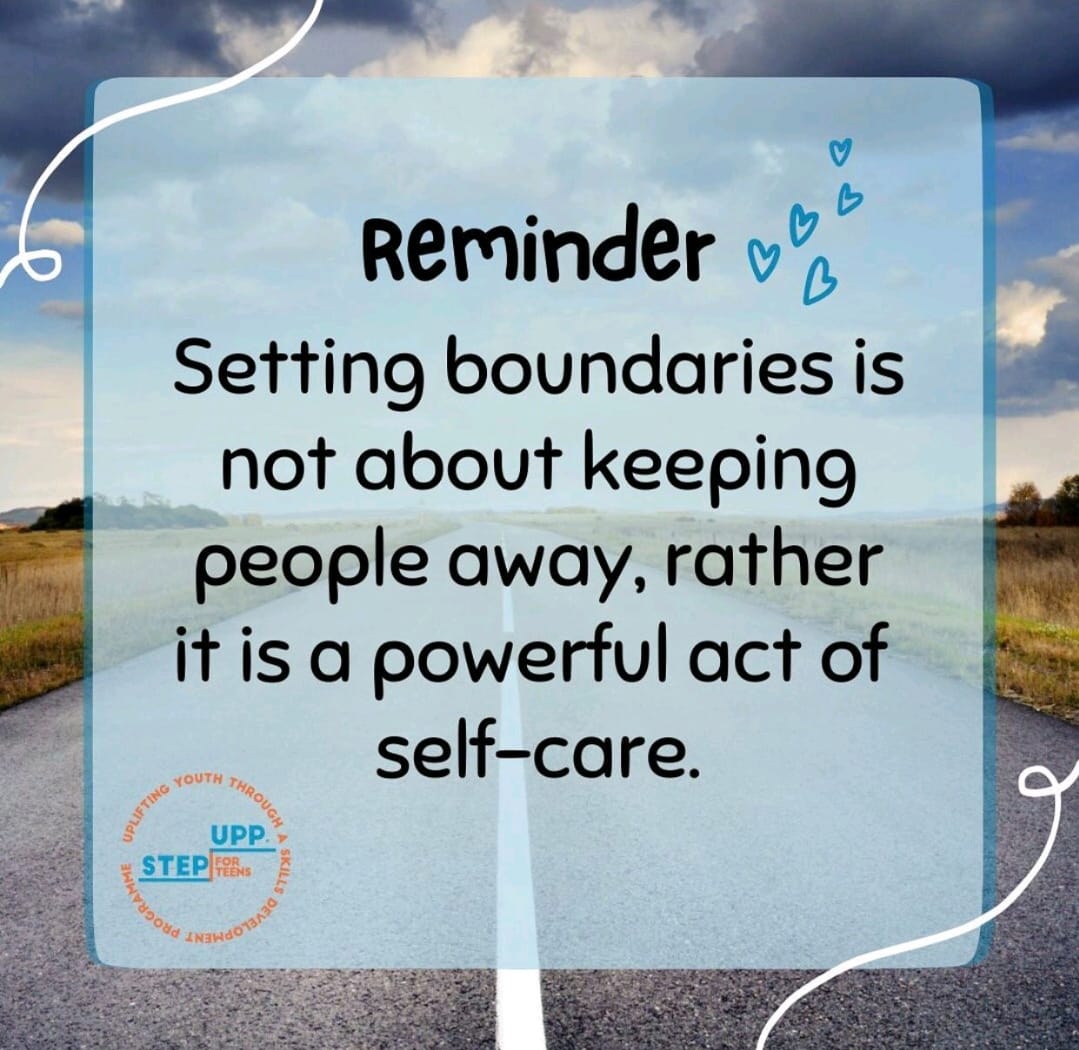 Reminder
Setting boundaries is
not about keeping
people away, rather
it is a powerful act of
self-care.
UPLIFTING YOUTH THROUGH A SKILLS DEVELOPMENT PROGRAMME
UPP.
STEP FOR
TEENS